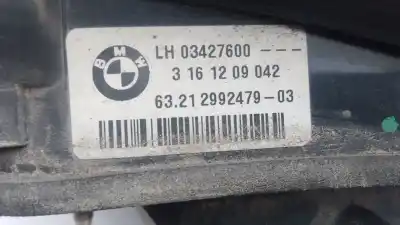 BMW
LH 03427600 ---
3 16 12 09 042
63.21 2992479-03